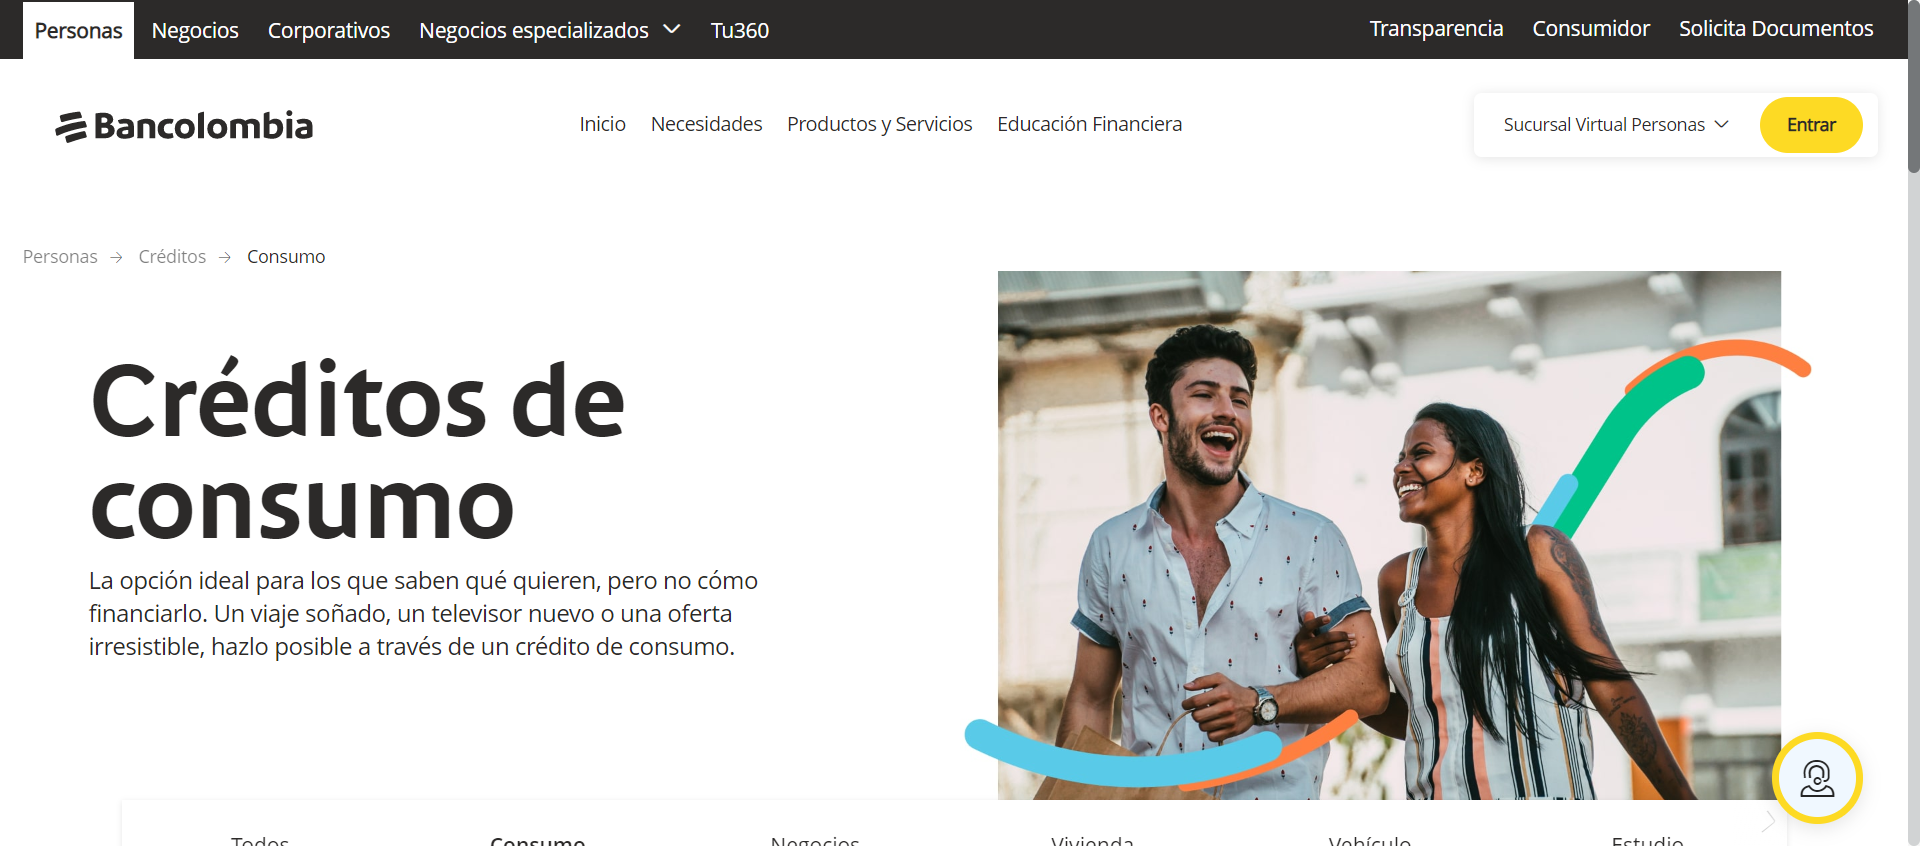 Personas Negocios Corporativos Negocios especializados Tu360 Transparencia Consumidor Solicita Documentos
Bancolombia Inicio Necesidades Productos y Servicios Educación Financiera Sucursal Virtual Personas Entrar
Personas Créditos Consumo
Créditos de
consumo
La opción ideal para los que saben qué quieren, pero no cómo
financiarlo. Un viaje soñado, un televisor nuevo o una oferta
irresistible, hazlo posible a través de un crédito de consumo.
Todos Consumo Negocios Vivienda Vehículo Estudio